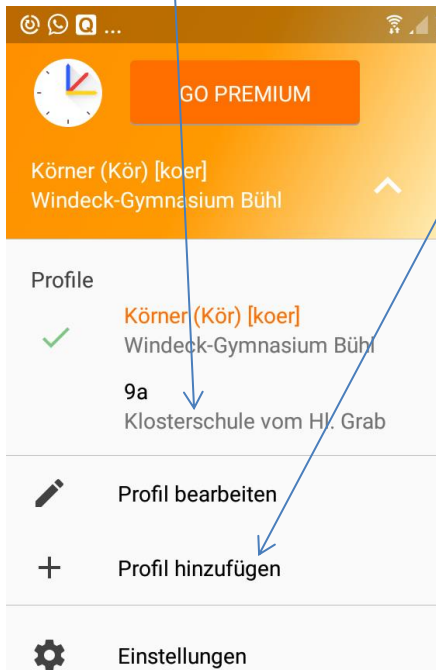 ...
GO PREMIUM
Körner (Kör) [koer]
Windeck-Gymnasium Bühl
Profile
Körner (Kör) [koer]
Windeck-Gymnasium Bühl
9a
Klosterschule vom Hl. Grab
Profil bearbeiten
Profil hinzufügen
Einstellungen